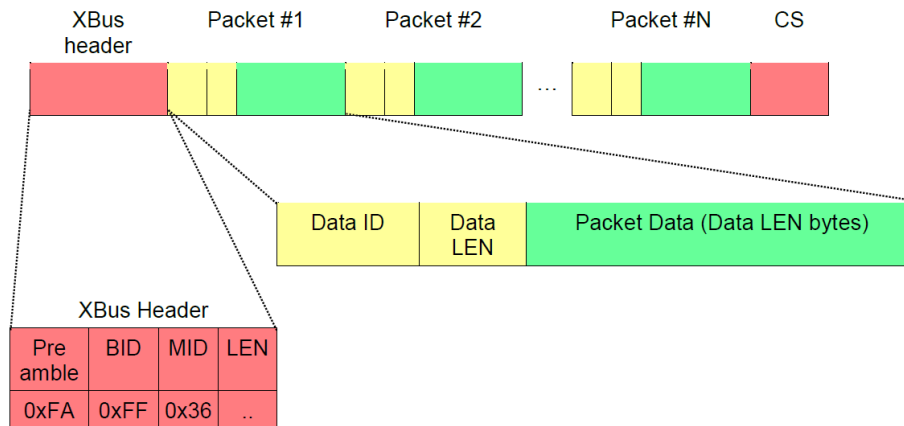 XBus header
Packet #1
Packet #2
Packet #N
CS
...
Data ID
Data LEN
Packet Data (Data LEN bytes)
XBus Header
Pre amble
BID
MID
LEN
0xFA
0xFF
0x36
..